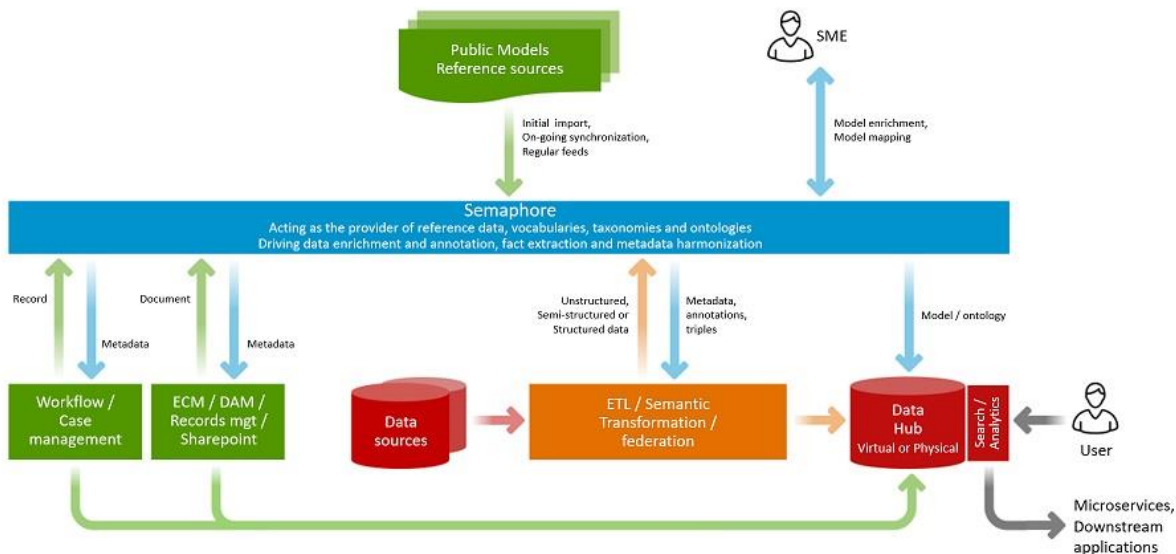 Public Models
Reference sources
SME
Initial import,
On-going synchronization,
Regular feeds
Model enrichment,
Model mapping
Semaphore
Acting as the provider of reference data, vocabularies, taxonomies and ontologies
Driving data enrichment and annotation, fact extraction and metadata harmonization
Record
Metadata
Document
Metadata
Unstructured,
Semi-structured or
Structured data
Metadata,
annotations,
triples
Model / ontology
Workflow /
Case
management
ECM / DAM /
Records mgt /
Sharepoint
Data
sources
ETL / Semantic
Transformation /
federation
Data
Hub
Virtual or Physical
Search /
Analytics
User
Microservices,
Downstream
applications